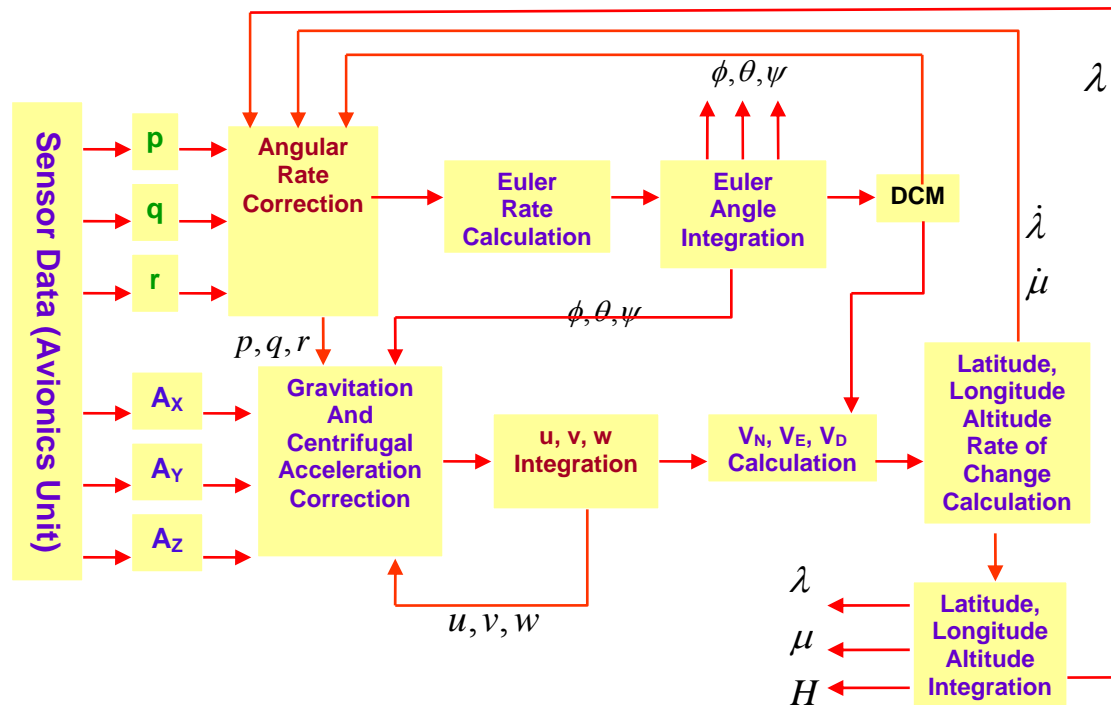 λ
ϕ,θ,ψ
Sensor Data (Avionics Unit)
p
q
r
Angular
Rate
Correction
Euler
Rate
Calculation
Euler
Angle
Integration
DCM
λ̇
μ̇
ϕ,θ,ψ
p, q, r
A_X
A_Y
A_Z
Gravitation
And
Centrifugal
Acceleration
Correction
u, v, w
Integration
V_N, V_E, V_D
Calculation
Latitude,
Longitude
Altitude
Rate of
Change
Calculation
u, v, w
λ
μ
H
Latitude,
Longitude
Altitude
Integration